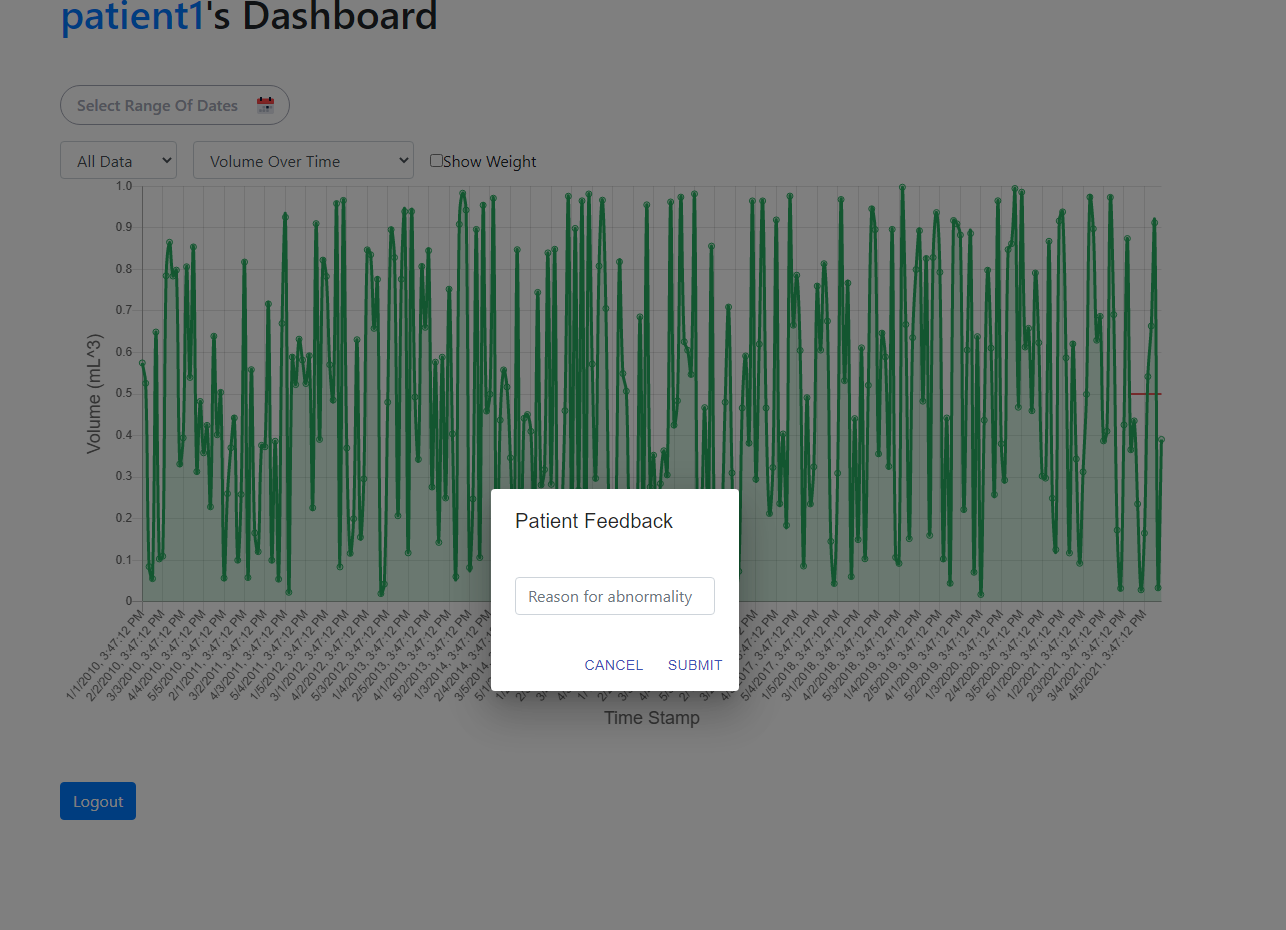 patient1's Dashboard
Select Range Of Dates
All Data
Volume Over Time
Show Weight
1.0
0.9
0.8
0.7
0.6
0.5
0.4
0.3
0.2
0.1
0
Volume (mL^3)
1/1/2010, 3:47:12 PM
2/2/2010, 3:47:12 PM
3/3/2010, 3:47:12 PM
4/4/2010, 3:47:12 PM
5/5/2010, 3:47:12 PM
2/1/2011, 3:47:12 PM
3/2/2011, 3:47:12 PM
4/3/2011, 3:47:12 PM
5/4/2011, 3:47:12 PM
1/5/2012, 3:47:12 PM
3/1/2012, 3:47:12 PM
4/2/2012, 3:47:12 PM
5/3/2012, 3:47:12 PM
1/4/2013, 3:47:12 PM
2/5/2013, 3:47:12 PM
4/1/2013, 3:47:12 PM
5/2/2013, 3:47:12 PM
1/3/2014, 3:47:12 PM
2/4/2014, 3:47:12
3/5/2014,
5/4/2017, 3:47:12 PM
1/5/2018, 3:47:12 PM
3/1/2018, 3:47:12 PM
4/2/2018, 3:47:12 PM
5/3/2018, 3:47:12 PM
1/4/2019, 3:47:12 PM
2/5/2019, 3:47:12 PM
4/1/2019, 3:47:12 PM
5/2/2019, 3:47:12 PM
1/3/2020, 3:47:12 PM
2/4/2020, 3:47:12 PM
3/5/2020, 3:47:12 PM
5/1/2020, 3:47:12 PM
1/2/2021, 3:47:12 PM
2/3/2021, 3:47:12 PM
3/4/2021, 3:47:12 PM
4/5/2021, 3:47:12 PM
Time Stamp
Patient Feedback
Reason for abnormality
CANCEL
SUBMIT
Logout